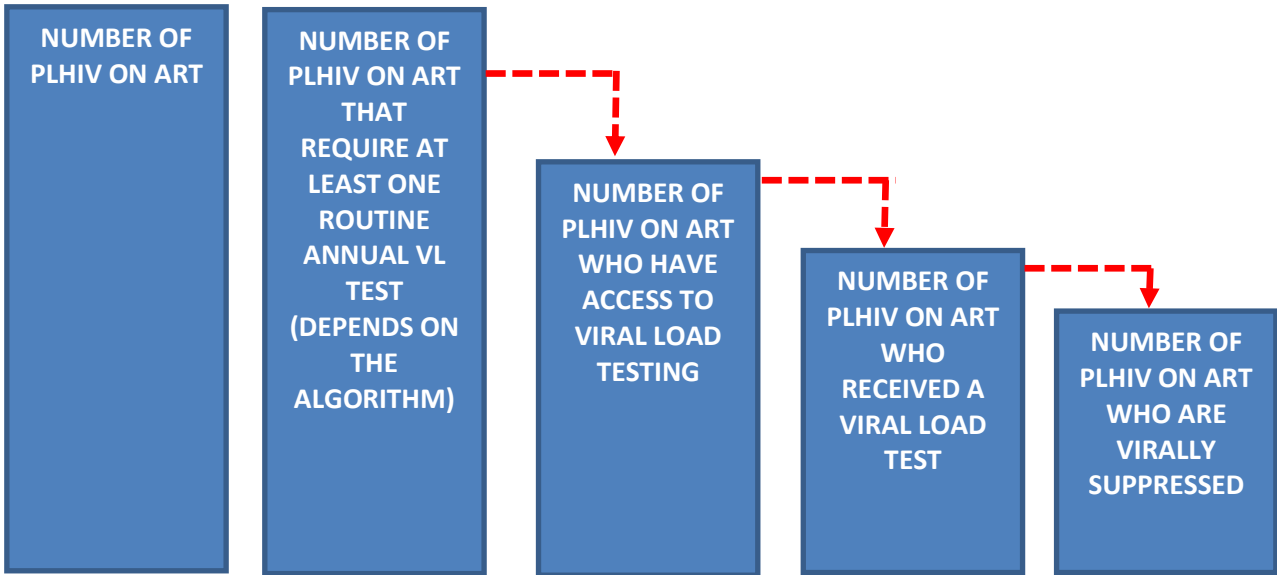 NUMBER OF
PLHIV ON ART
NUMBER OF
PLHIV ON ART
THAT
REQUIRE AT
LEAST ONE
ROUTINE
ANNUAL VL
TEST
(DEPENDS ON
THE
ALGORITHM)
NUMBER OF
PLHIV ON ART
WHO HAVE
ACCESS TO
VIRAL LOAD
TESTING
NUMBER OF
PLHIV ON ART
WHO
RECEIVED A
VIRAL LOAD
TEST
NUMBER OF
PLHIV ON ART
WHO ARE
VIRALLY
SUPPRESSED